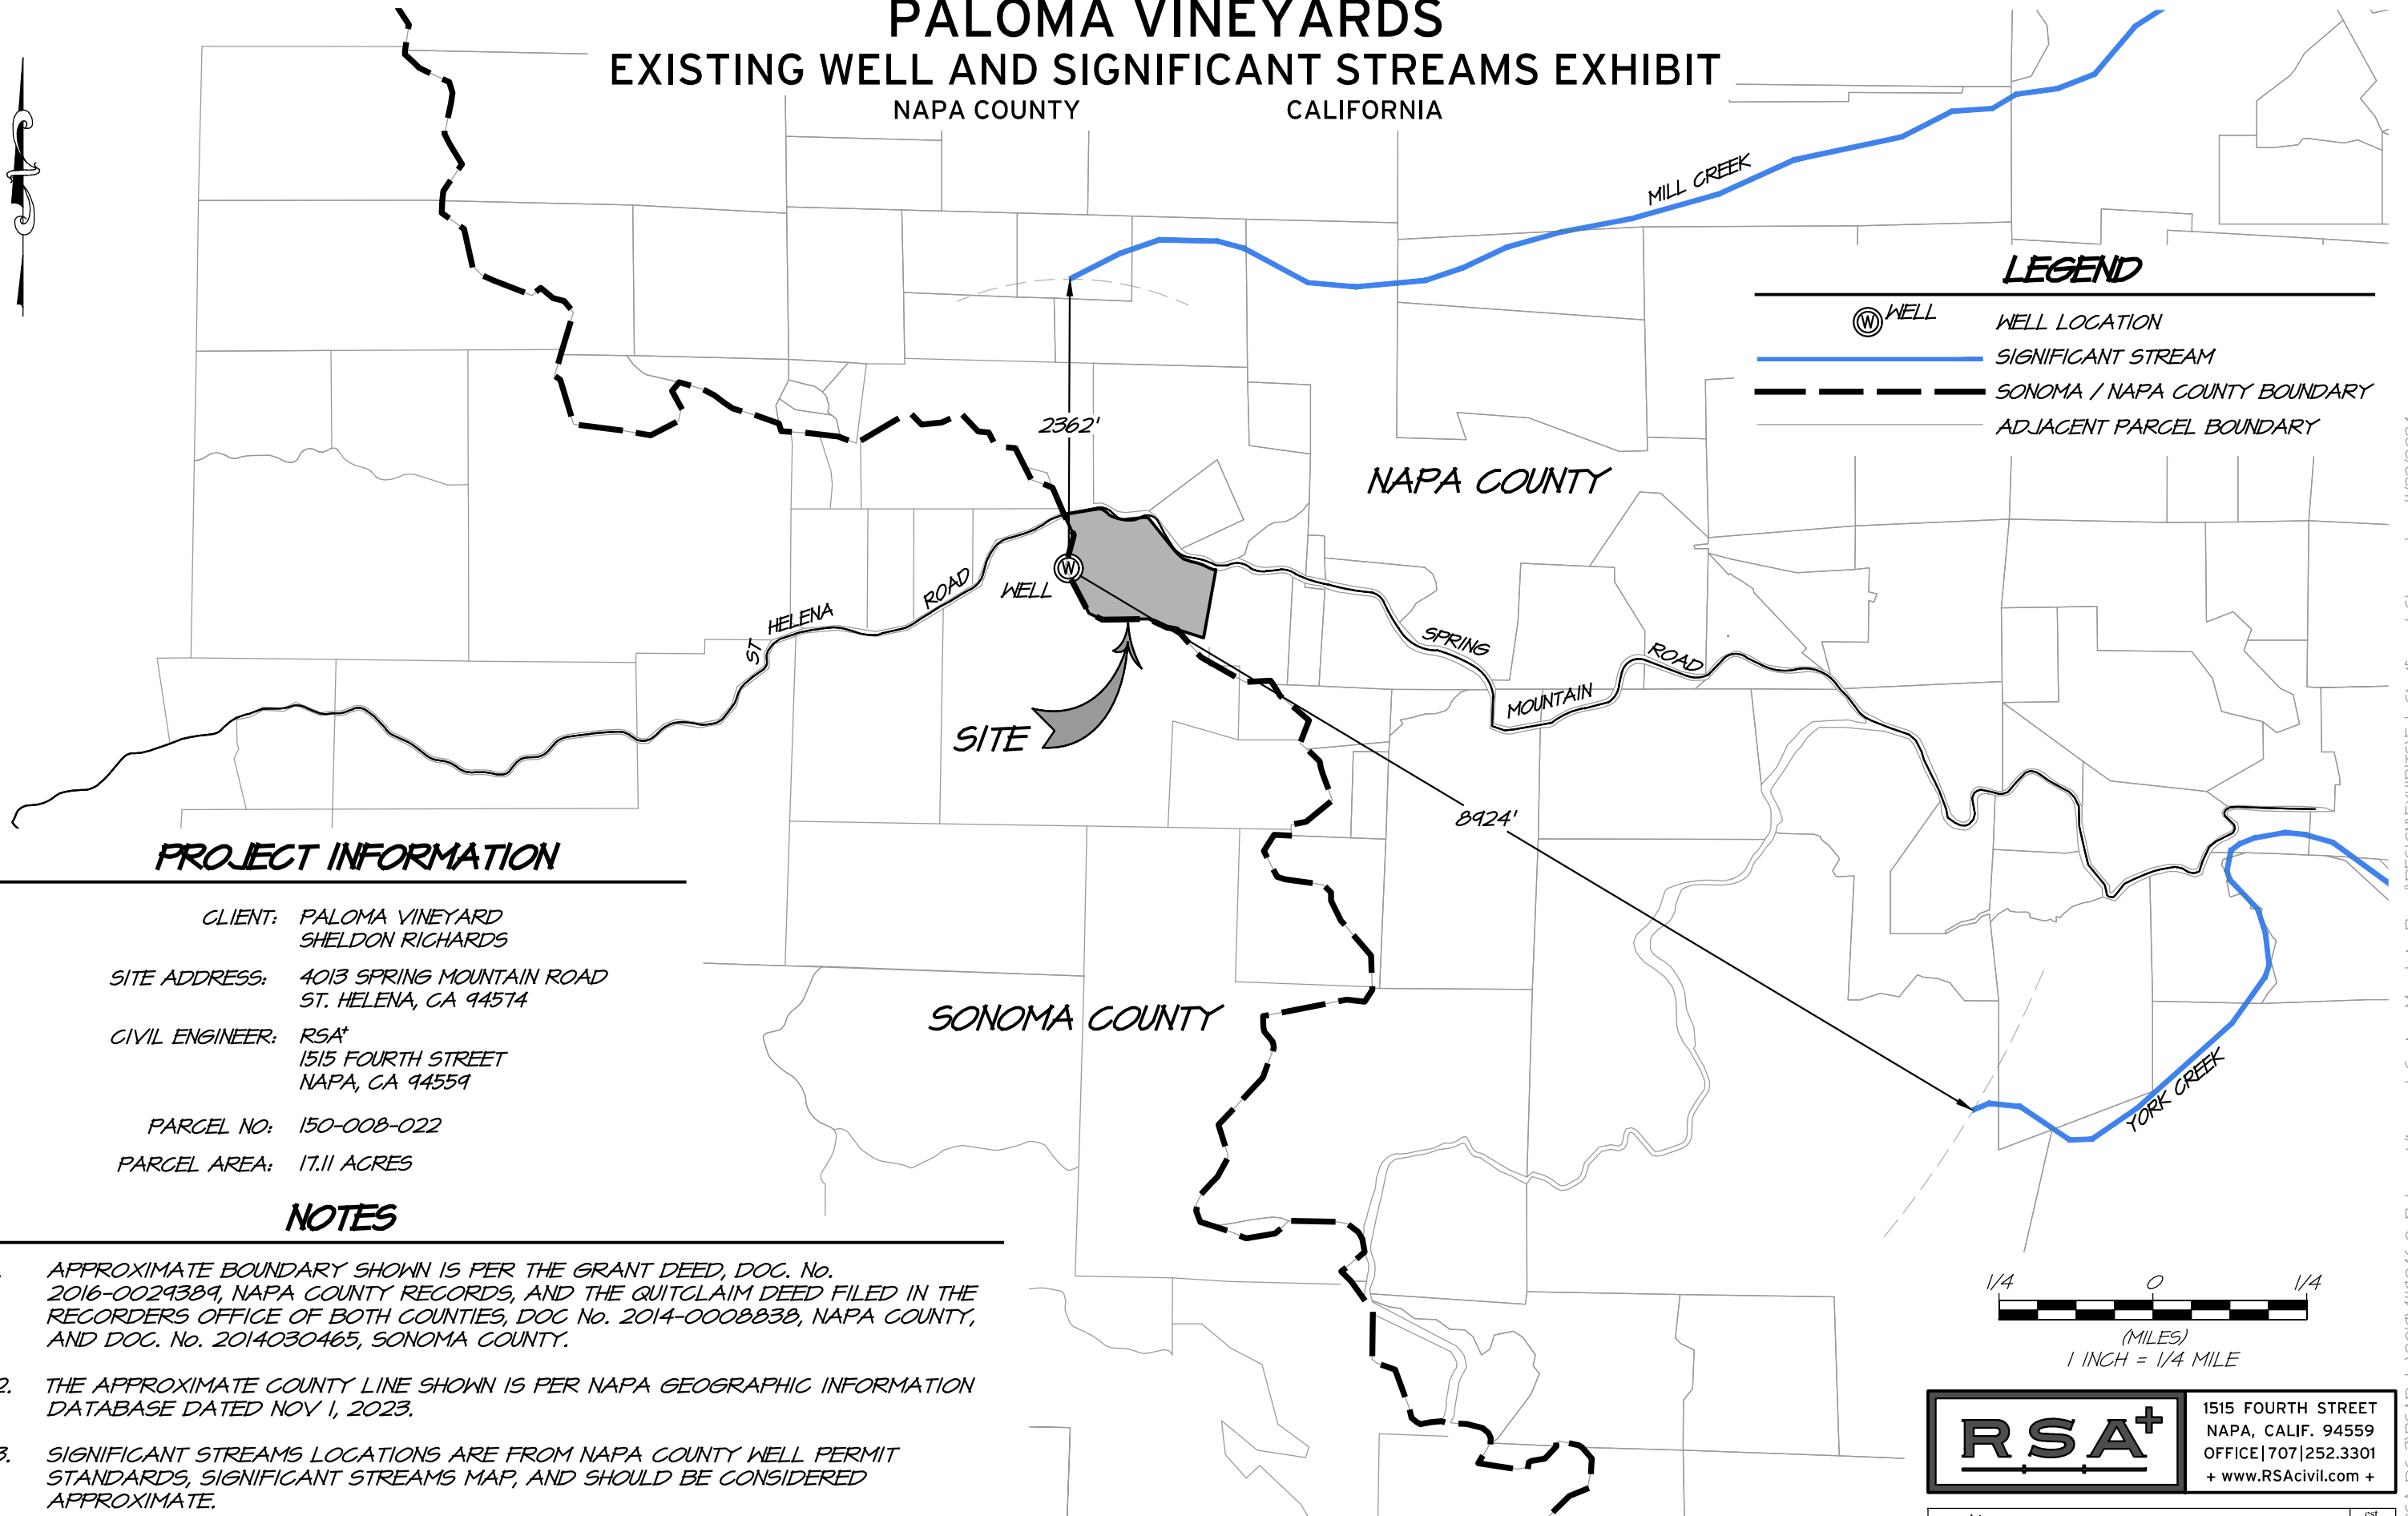 PALOMA VINEYARDS
EXISTING WELL AND SIGNIFICANT STREAMS EXHIBIT
NAPA COUNTY CALIFORNIA
MILL CREEK
LEGEND
W WELL WELL LOCATION
SIGNIFICANT STREAM
SONOMA / NAPA COUNTY BOUNDARY
ADJACENT PARCEL BOUNDARY
2362'
NAPA COUNTY
W
WELL
ST HELENA ROAD
SPRING MOUNTAIN ROAD
SITE
8924'
SONOMA COUNTY
YORK CREEK
PROJECT INFORMATION
CLIENT: PALOMA VINEYARD
SHELDON RICHARDS
SITE ADDRESS: 4013 SPRING MOUNTAIN ROAD
ST. HELENA, CA 94574
CIVIL ENGINEER: RSA+
1515 FOURTH STREET
NAPA, CA 94559
PARCEL NO: 150-008-022
PARCEL AREA: 17.11 ACRES
NOTES
APPROXIMATE BOUNDARY SHOWN IS PER THE GRANT DEED, DOC. No.
2016-0029389, NAPA COUNTY RECORDS, AND THE QUITCLAIM DEED FILED IN THE
RECORDERS OFFICE OF BOTH COUNTIES, DOC No. 2014-0008838, NAPA COUNTY,
AND DOC. No. 2014030465, SONOMA COUNTY.
2. THE APPROXIMATE COUNTY LINE SHOWN IS PER NAPA GEOGRAPHIC INFORMATION
DATABASE DATED NOV 1, 2023.
3. SIGNIFICANT STREAMS LOCATIONS ARE FROM NAPA COUNTY WELL PERMIT
STANDARDS, SIGNIFICANT STREAMS MAP, AND SHOULD BE CONSIDERED
APPROXIMATE.
1/4 0 1/4
(MILES)
1 INCH = 1/4 MILE
RSA+
1515 FOURTH STREET
NAPA, CALIF. 94559
OFFICE|707|252.3301
+ www.RSAcivil.com +
est